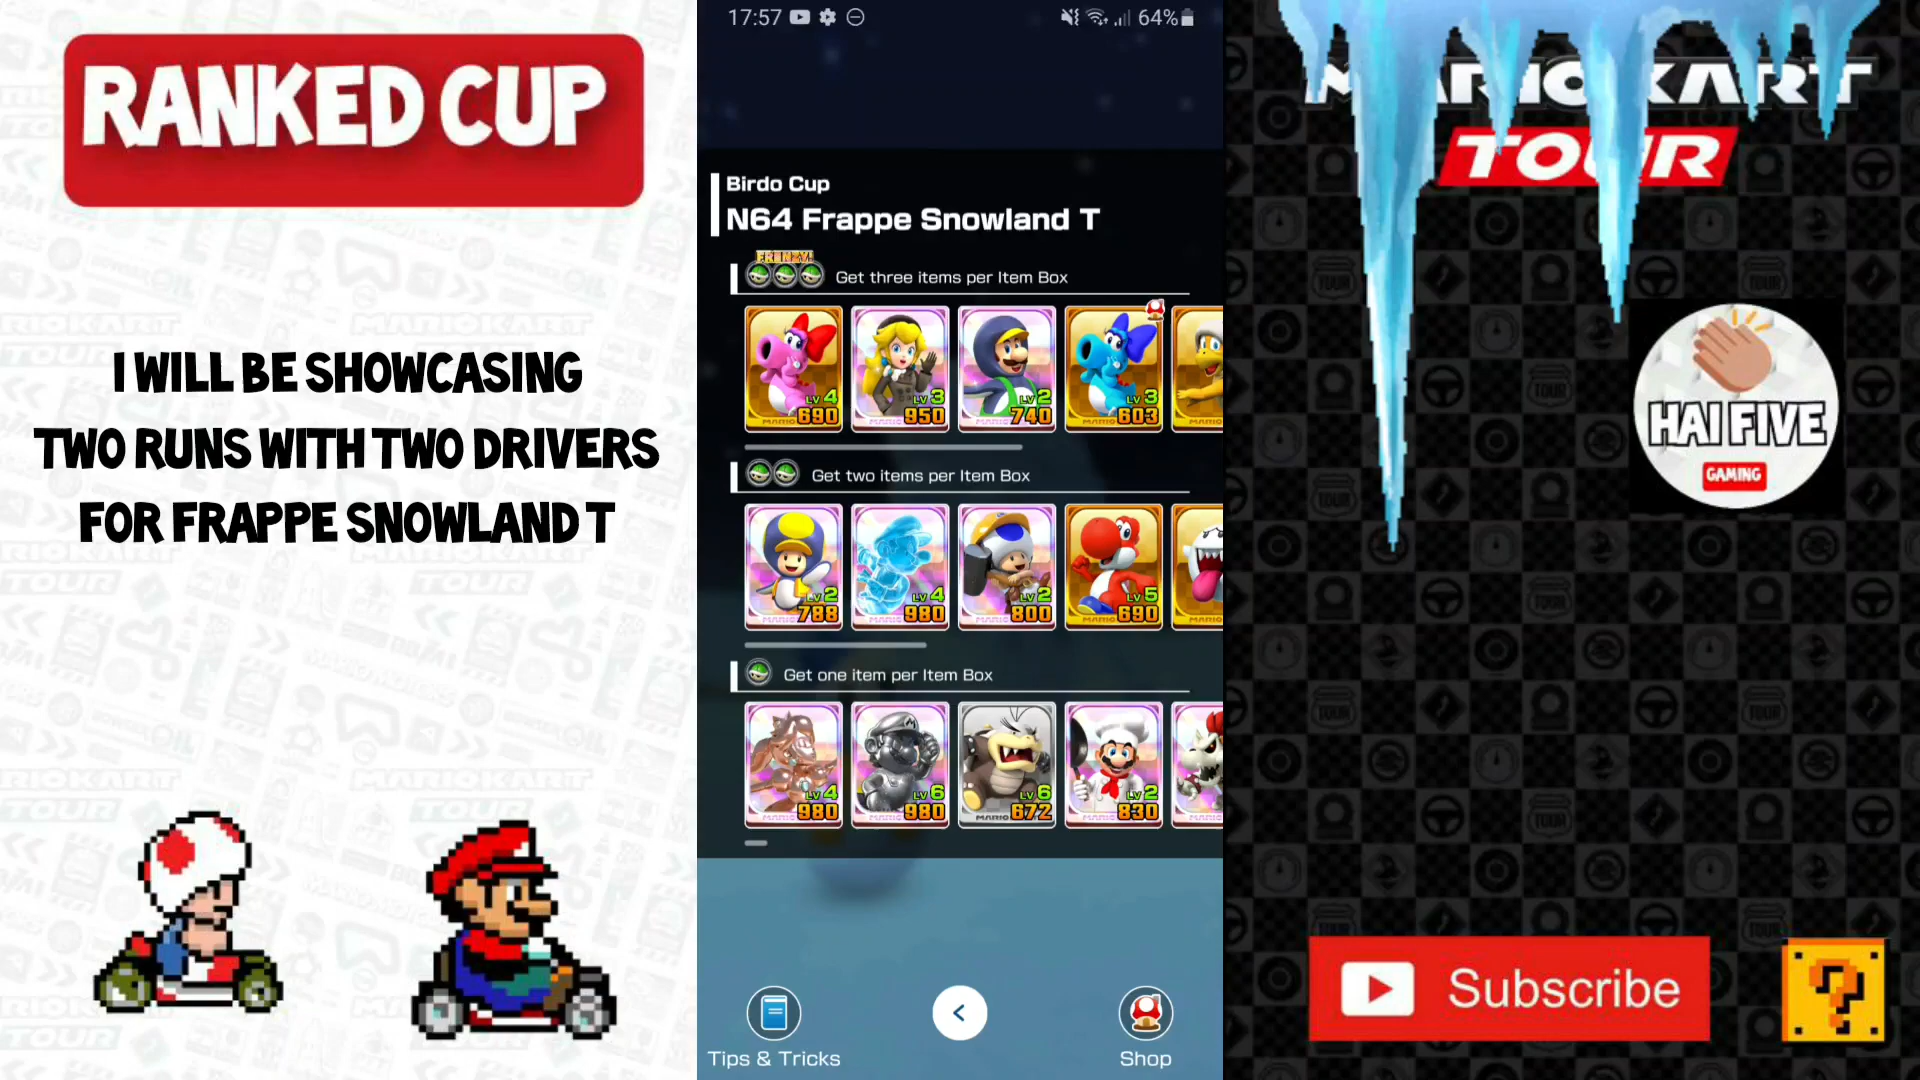 RANKED CUP
I WILL BE SHOWCASING
TWO RUNS WITH TWO DRIVERS
FOR FRAPPE SNOWLAND T
17:57
64%
Birdo Cup
N64 Frappe Snowland T
FRENZY!
Get three items per Item Box
LV 4
690
LV 3
950
LV 2
740
LV 3
603
Get two items per Item Box
LV 2
788
LV 4
980
LV 2
800
LV 5
690
Get one item per Item Box
LV 4
980
LV 6
980
LV 6
672
LV 2
830
Tips & Tricks
Shop
MARIO KART
TOUR
HAI FIVE
GAMING
Subscribe